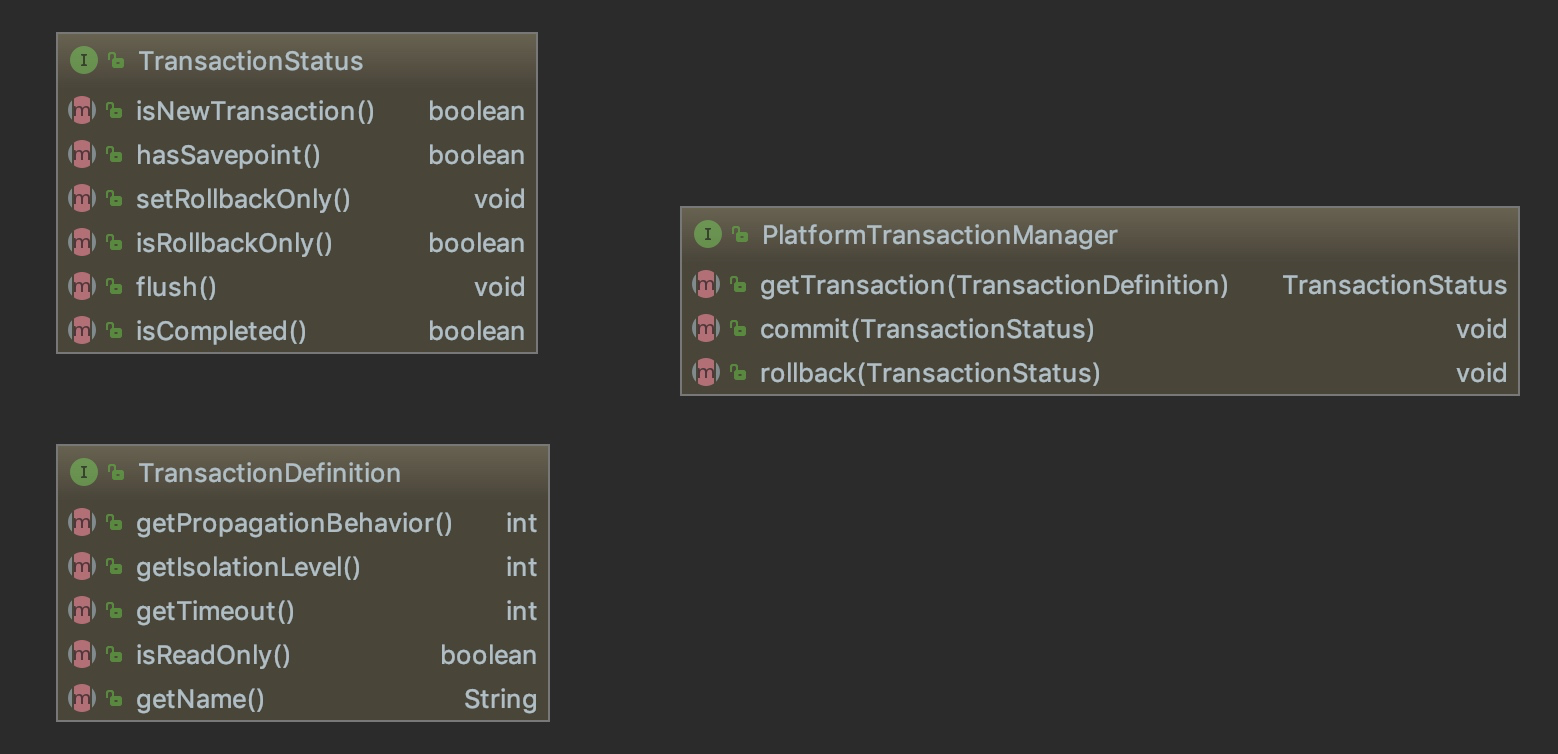 I TransactionStatus
m isNewTransaction() boolean
m hasSavepoint() boolean
m setRollbackOnly() void
m isRollbackOnly() boolean
m flush() void
m isCompleted() boolean
I PlatformTransactionManager
m getTransaction(TransactionDefinition) TransactionStatus
m commit(TransactionStatus) void
m rollback(TransactionStatus) void
I TransactionDefinition
m getPropagationBehavior() int
m getIsolationLevel() int
m getTimeout() int
m isReadOnly() boolean
m getName() String